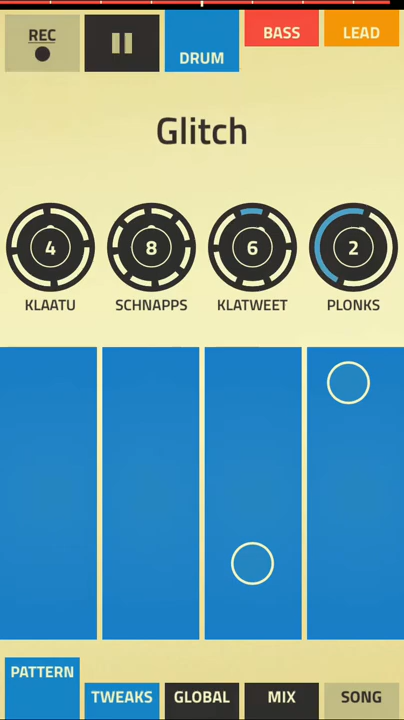 REC
DRUM
BASS
LEAD
Glitch
4
8
6
2
KLAATU
SCHNAPPS
KLATWEET
PLONKS
PATTERN
TWEAKS
GLOBAL
MIX
SONG